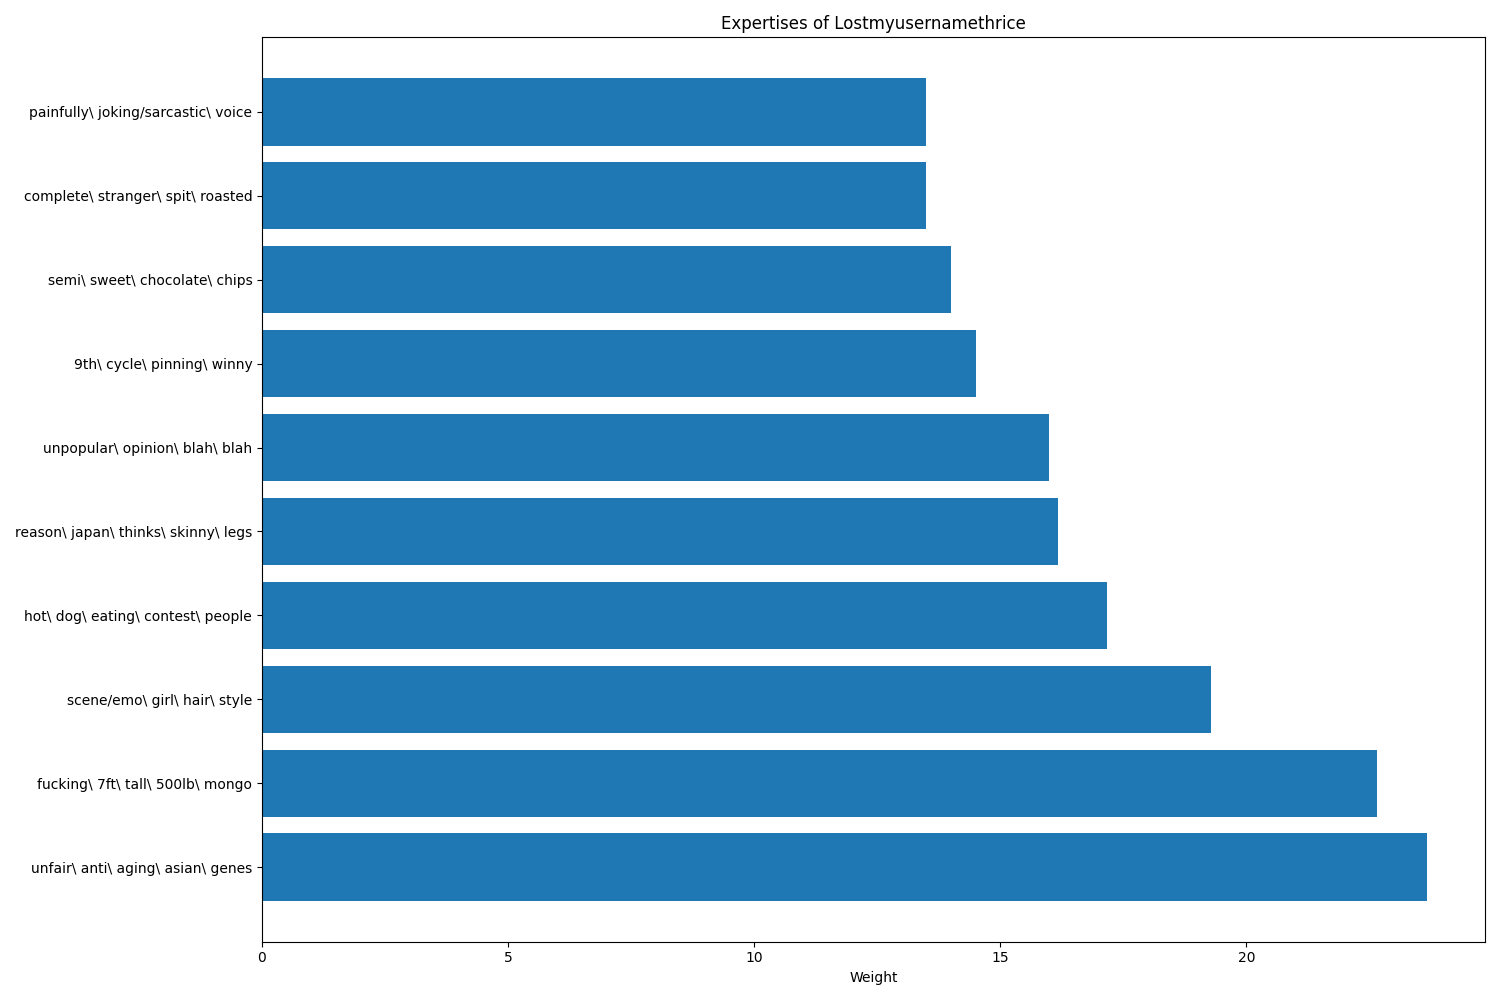 Expertises of Lostmyusernamethrice
painfully\ joking/sarcastic\ voice
complete\ stranger\ spit\ roasted
semi\ sweet\ chocolate\ chips
9th\ cycle\ pinning\ winny
unpopular\ opinion\ blah\ blah
reason\ japan\ thinks\ skinny\ legs
hot\ dog\ eating\ contest\ people
scene/emo\ girl\ hair\ style
fucking\ 7ft\ tall\ 500lb\ mongo
unfair\ anti\ aging\ asian\ genes
0 5 10 15 20
Weight